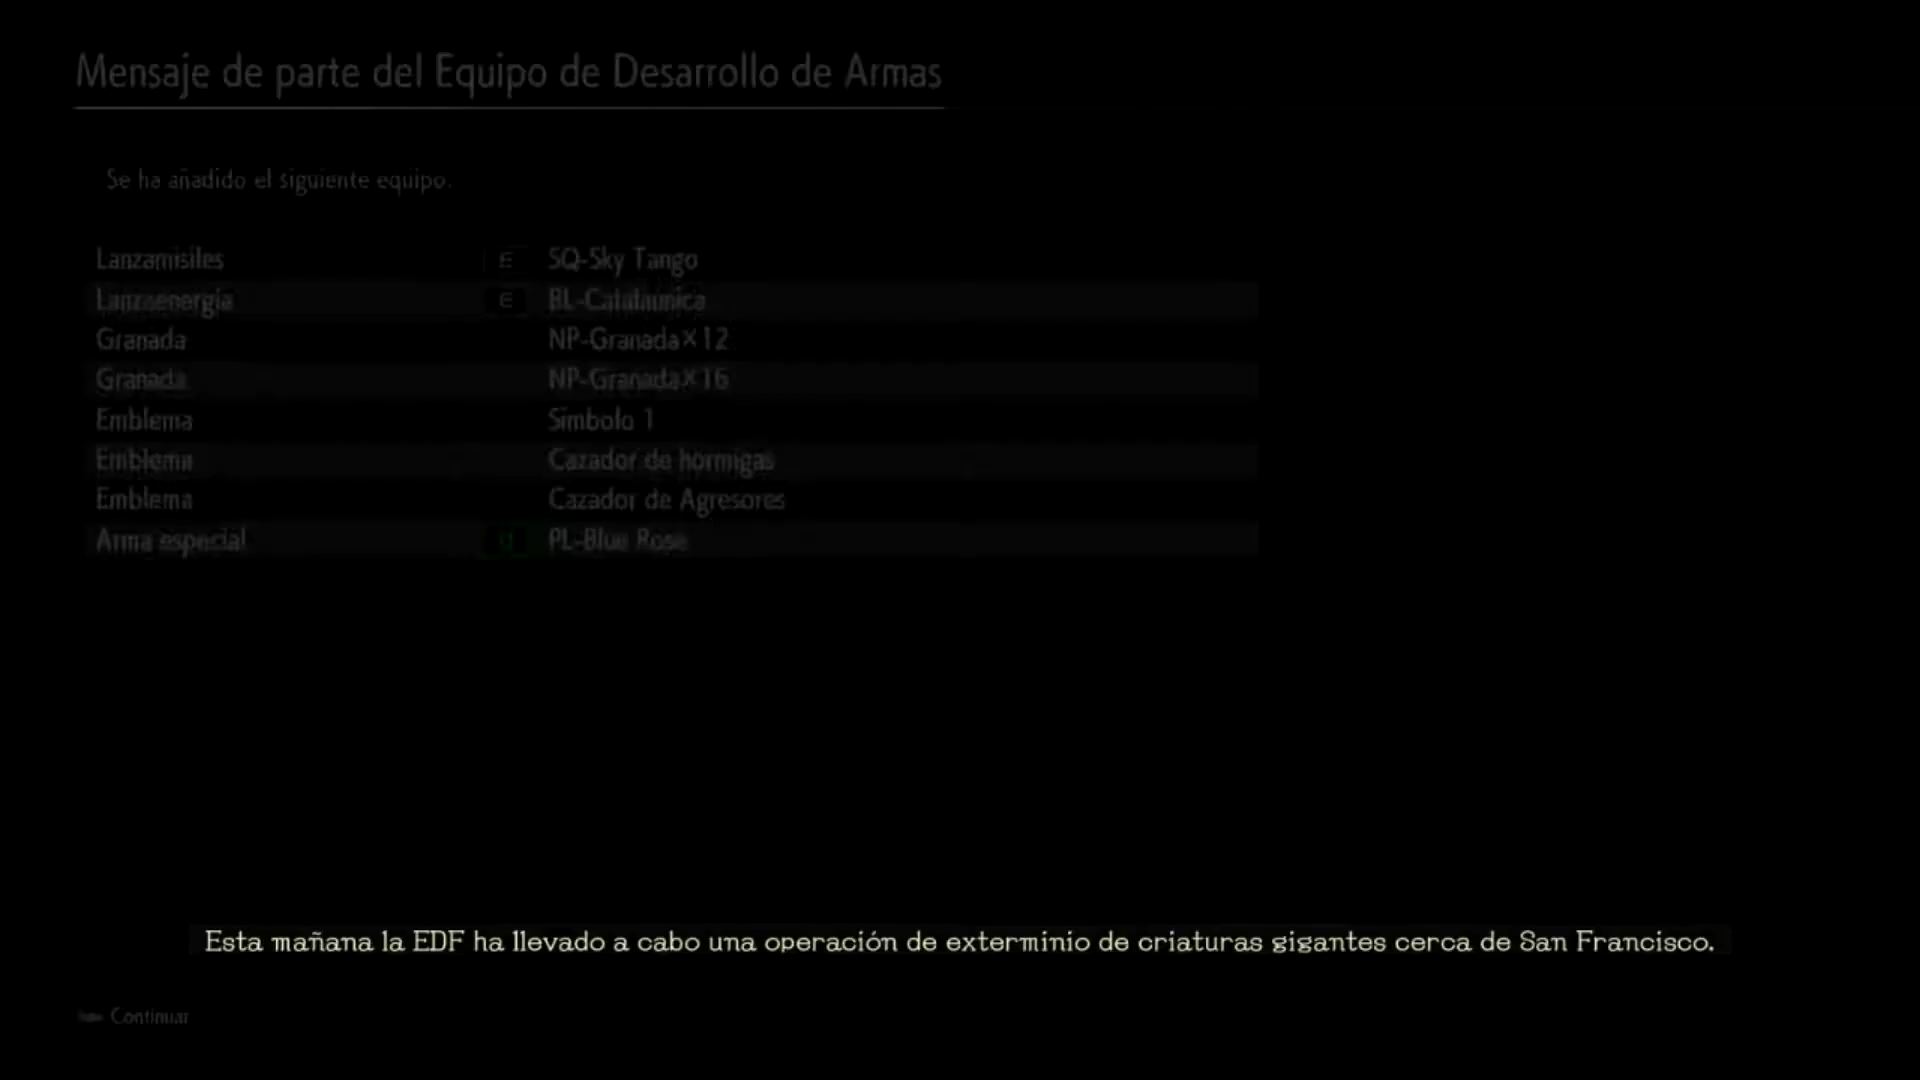 Mensaje de parte del Equipo de Desarrollo de Armas
Se ha añadido el siguiente equipo.
Lanzamisiles E SQ-Sky Tango
Lanzaenergía E BL-Catalaunica
Granada NP-Granada×12
Granada NP-Granada×16
Emblema Símbolo 1
Emblema Cazador de hormigas
Emblema Cazador de Agresores
Arma especial PL-Blue Rose
Esta mañana la EDF ha llevado a cabo una operación de exterminio de criaturas gigantes cerca de San Francisco.
Continuar